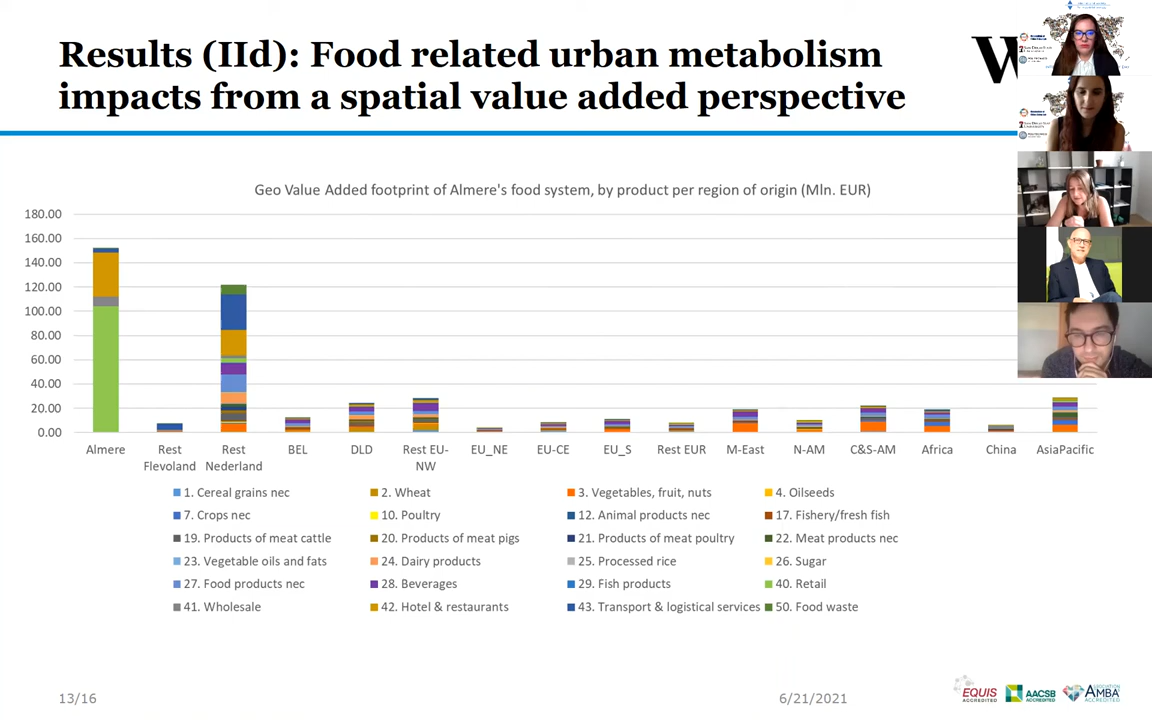 Results (IId): Food related urban metabolism
impacts from a spatial value added perspective
W
Geo Value Added footprint of Almere's food system, by product per region of origin (Mln. EUR)
180.00
160.00
140.00
120.00
100.00
80.00
60.00
40.00
20.00
0.00
Almere
Rest Flevoland
Rest Nederland
BEL
DLD
Rest EU-NW
EU_NE
EU-CE
EU_S
Rest EUR
M-East
N-AM
C&S-AM
Africa
China
AsiaPacific
1. Cereal grains nec
2. Wheat
3. Vegetables, fruit, nuts
4. Oilseeds
7. Crops nec
10. Poultry
12. Animal products nec
17. Fishery/fresh fish
19. Products of meat cattle
20. Products of meat pigs
21. Products of meat poultry
22. Meat products nec
23. Vegetable oils and fats
24. Dairy products
25. Processed rice
26. Sugar
27. Food products nec
28. Beverages
29. Fish products
40. Retail
41. Wholesale
42. Hotel & restaurants
43. Transport & logistical services
50. Food waste
13/16
6/21/2021
EQUIS
ACCREDITED
AACSB
ACCREDITED
ASSOCIATION
AMBA
ACCREDITED